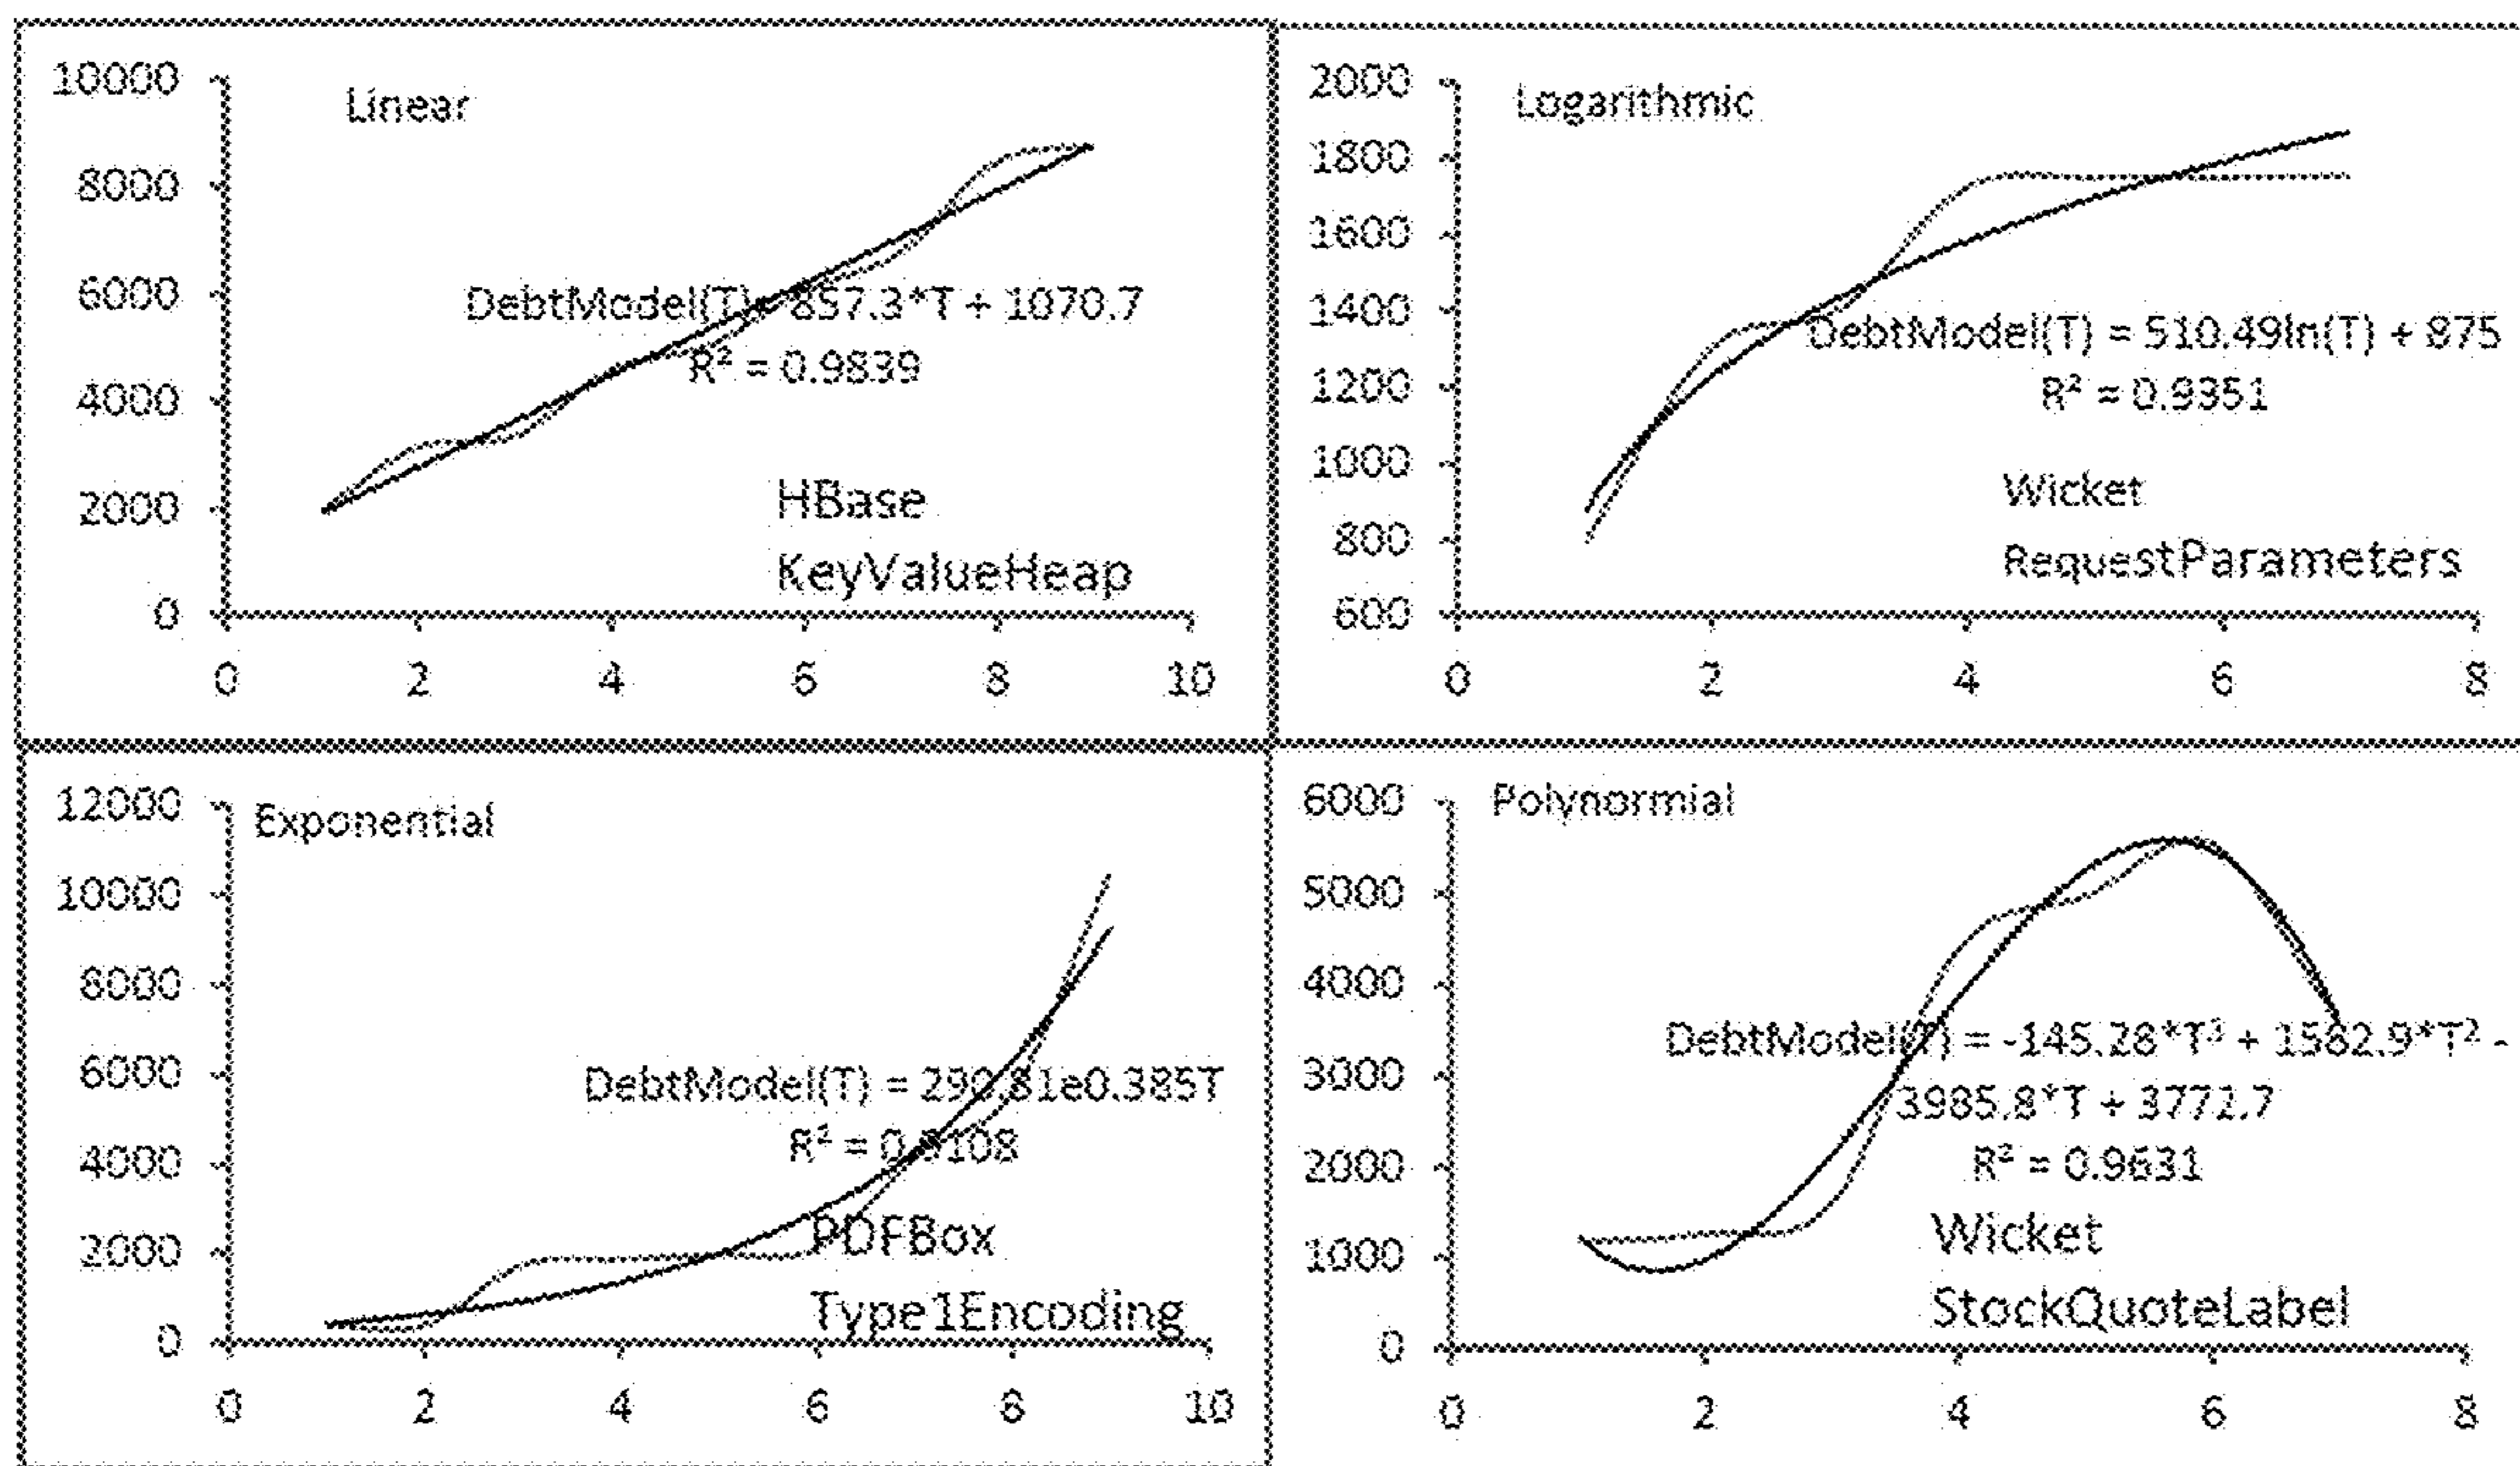 Linear
10000
8000
6000
4000
2000
0
DebtModel(T) = 857.3*T + 1070.7
R² = 0.9839
HBase
KeyValueHeap
0 2 4 6 8 10
Logarithmic
2000
1800
1600
1400
1200
1000
800
600
DebtModel(T) = 510.49ln(T) + 875
R² = 0.9351
Wicket
RequestParameters
0 2 4 6 8
Exponential
12000
10000
8000
6000
4000
2000
0
DebtModel(T) = 290.81e0.385T
R² =
PDFBox
Type1Encoding
0 2 4 6 8 10
Polynormial
6000
5000
4000
3000
2000
1000
0
DebtModel(T) = -145.28*T³ + 1582.9*T² -
3985.8*T + 3771.7
R² = 0.9631
Wicket
StockQuoteLabel
0 2 4 6 8